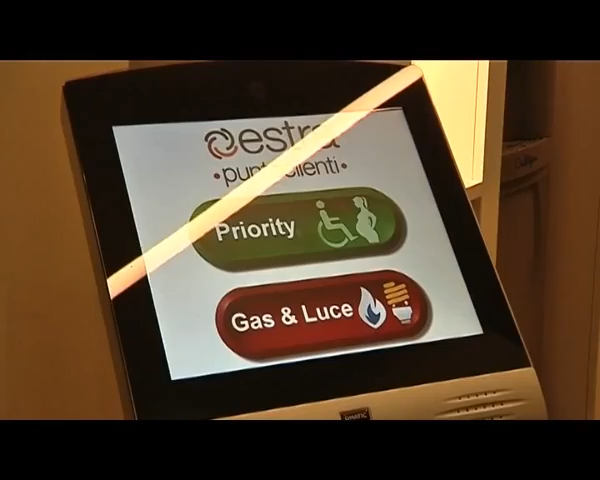 estra
•punto clienti•
Priority
Gas & Luce